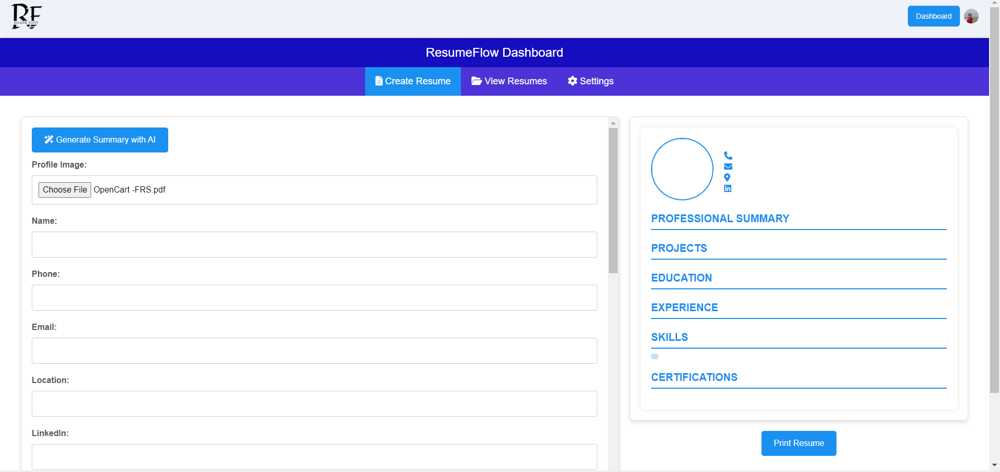 RF
RESUME FLOW
Dashboard
ResumeFlow Dashboard
Create Resume
View Resumes
Settings
Generate Summary with AI
Profile Image:
Choose File OpenCart -FRS.pdf
Name:
Phone:
Email:
Location:
LinkedIn:
in
PROFESSIONAL SUMMARY
PROJECTS
EDUCATION
EXPERIENCE
SKILLS
CERTIFICATIONS
Print Resume